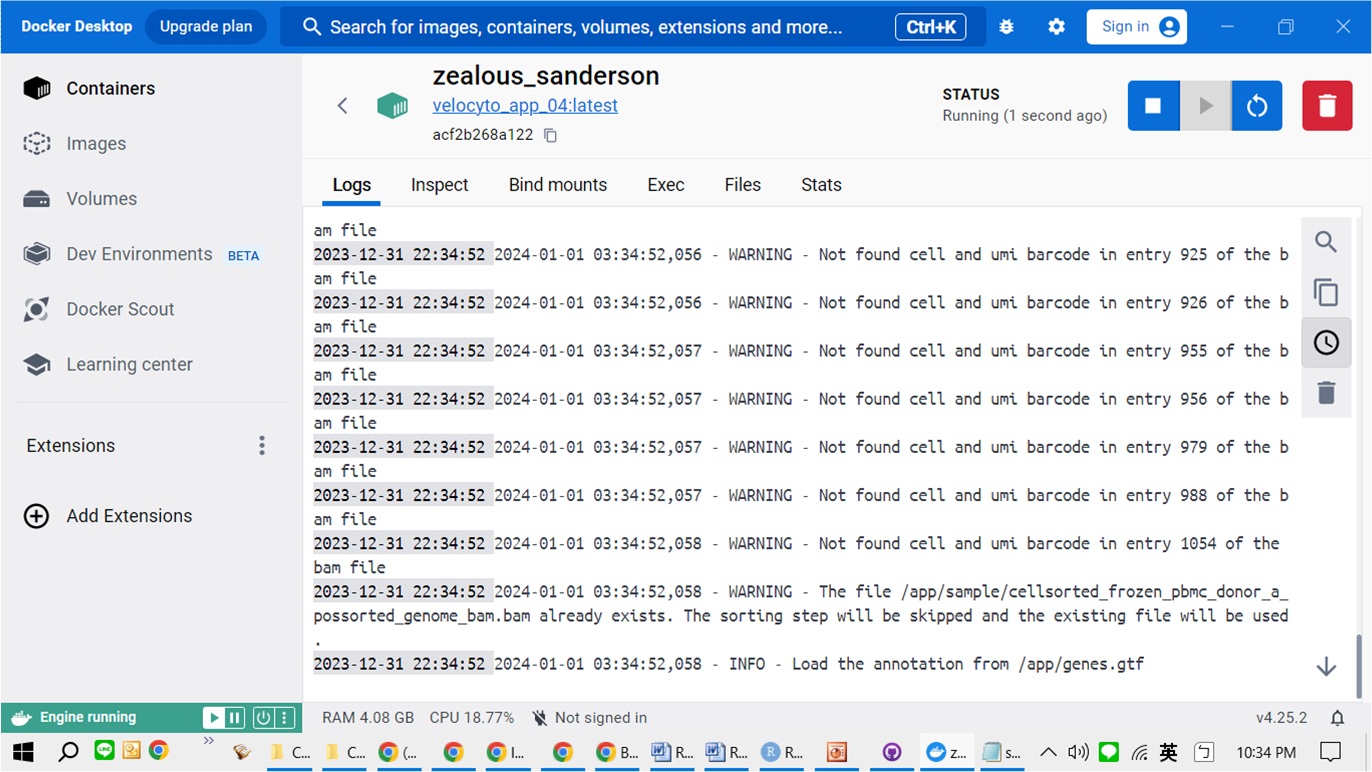 Docker Desktop Upgrade plan Search for images, containers, volumes, extensions and more... Ctrl+K Sign in
Containers
Images
Volumes
Dev Environments BETA
Docker Scout
Learning center
Extensions
Add Extensions
zealous_sanderson
velocyto_app_04:latest
acf2b268a122
STATUS
Running (1 second ago)
Logs Inspect Bind mounts Exec Files Stats
am file
2023-12-31 22:34:52 2024-01-01 03:34:52,056 - WARNING - Not found cell and umi barcode in entry 925 of the b
am file
2023-12-31 22:34:52 2024-01-01 03:34:52,056 - WARNING - Not found cell and umi barcode in entry 926 of the b
am file
2023-12-31 22:34:52 2024-01-01 03:34:52,057 - WARNING - Not found cell and umi barcode in entry 955 of the b
am file
2023-12-31 22:34:52 2024-01-01 03:34:52,057 - WARNING - Not found cell and umi barcode in entry 956 of the b
am file
2023-12-31 22:34:52 2024-01-01 03:34:52,057 - WARNING - Not found cell and umi barcode in entry 979 of the b
am file
2023-12-31 22:34:52 2024-01-01 03:34:52,057 - WARNING - Not found cell and umi barcode in entry 988 of the b
am file
2023-12-31 22:34:52 2024-01-01 03:34:52,058 - WARNING - Not found cell and umi barcode in entry 1054 of the
bam file
2023-12-31 22:34:52 2024-01-01 03:34:52,058 - WARNING - The file /app/sample/cellsorted_frozen_pbmc_donor_a_
possorted_genome_bam.bam already exists. The sorting step will be skipped and the existing file will be used
.
2023-12-31 22:34:52 2024-01-01 03:34:52,058 - INFO - Load the annotation from /app/genes.gtf
Engine running RAM 4.08 GB CPU 18.77% Not signed in v4.25.2
C... C... (... I... B... R... R... R... z... s... 英 10:34 PM